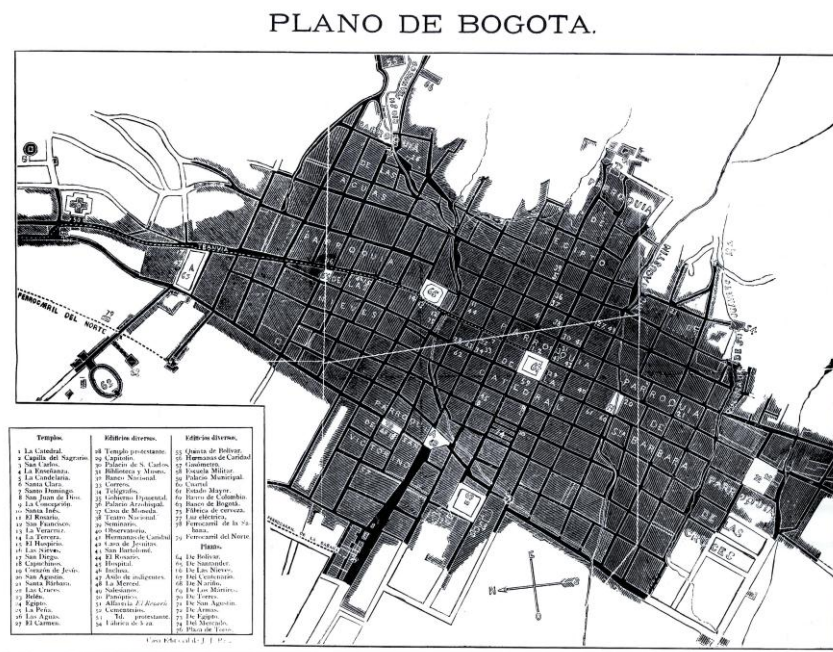 PLANO DE BOGOTA.
PARROQUIA
DE LAS
AGUAS
PARROQUIA
DE LAS
NIEVES
PARROQUIA
DE
EGIPTO
TRANVIA
FERROCARRIL DEL NORTE
PARROQUIA
DE LA
CATEDRAL
PARROQUIA
DE
Sta BARBARA
PARROQUIA
DE LAS
CRUCES
PARROQUIA
VICTORINO
N
E
S
O
Templos.
1 La Catedral.
2 Capilla del Sagrario.
3 San Carlos.
4 La Enseñanza.
5 La Candelaria.
6 Santa Clara.
7 Santo Domingo.
8 San Juan de Dios.
9 La Concepción.
10 Santa Inés.
11 El Rosario.
12 San Francisco.
13 La Veracruz.
14 La Tercera.
15 El Hospicio.
16 Las Nieves.
17 San Diego.
18 Capuchinos.
19 Corazón de Jesús.
20 San Agustín.
21 Santa Bárbara.
22 Las Cruces.
23 Belén.
24 Egipto.
25 La Peña.
26 Las Aguas.
27 El Carmen.
Edificios diversos.
28 Templo protestante.
29 Capitolio.
30 Palacio de S. Carlos.
31 Biblioteca y Museo.
32 Banco Nacional.
33 Correo.
34 Telégrafo.
36 Palacio Arzobispal.
37 Casa de Moneda.
38 Teatro Nacional.
39 Seminario.
40 Observatorio.
41 Hermanas de Caridad
42 Casa de Jesuitas.
43 San Bartolomé.
44 El Rosario.
45 Hospital.
46 Inclusa.
47 Asilo de indigentes.
48 La Merced.
49 Salesianos.
50 Panóptico.
51 Alfarería
52 Cementerios.
53 Id. protestante.
54 Fábrica de loza.
Edificios diversos.
55 Quinta de Bolívar.
56 Hermanas de Caridad
57 Gasómetro.
58 Escuela Militar.
59 Palacio Municipal.
60 Cuartel
61 Estado Mayor.
62 Banco de Colombia.
63 Banco de Bogotá.
75 Fábrica de cerveza.
77 Luz eléctrica.
78 Ferrocarril de la Sabana.
79 Ferrocarril del Norte
64 De Bolívar.
65 De Santander.
66 De Las Nieves.
67 Del Centenario.
68 De Nariño.
69 De Los Mártires.
70 De Torres.
71 De San Agustín.
72 De Armas.
73 De Egipto.
74 Del Mercado.
76 Plaza de Toros.